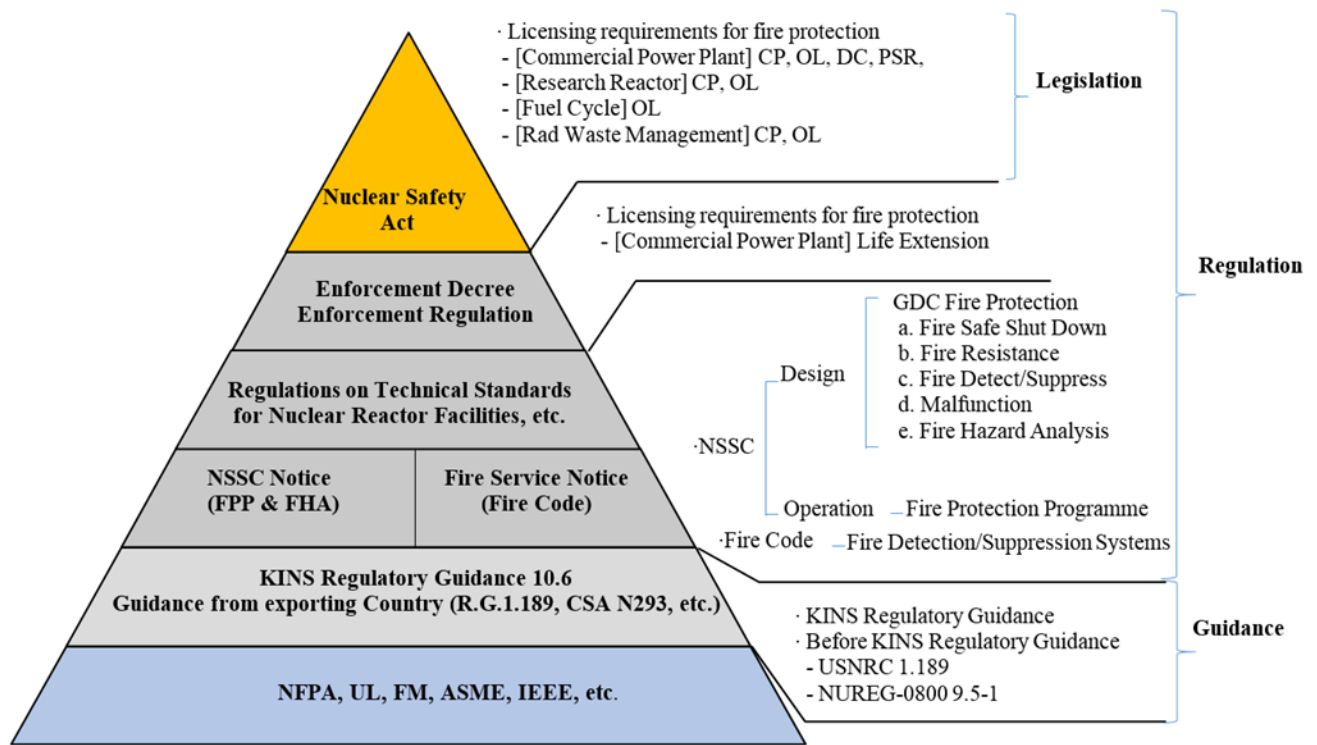 · Licensing requirements for fire protection
- [Commercial Power Plant] CP, OL, DC, PSR,
- [Research Reactor] CP, OL
- [Fuel Cycle] OL
- [Rad Waste Management] CP, OL
Legislation
Nuclear Safety
Act
· Licensing requirements for fire protection
- [Commercial Power Plant] Life Extension
Regulation
Enforcement Decree
Enforcement Regulation
Regulations on Technical Standards
for Nuclear Reactor Facilities, etc.
NSSC Notice
(FPP & FHA)
Fire Service Notice
(Fire Code)
·NSSC
Design
GDC Fire Protection
a. Fire Safe Shut Down
b. Fire Resistance
c. Fire Detect/Suppress
d. Malfunction
e. Fire Hazard Analysis
Operation
Fire Protection Programme
·Fire Code
Fire Detection/Suppression Systems
KINS Regulatory Guidance 10.6
Guidance from exporting Country (R.G.1.189, CSA N293, etc.)
· KINS Regulatory Guidance
· Before KINS Regulatory Guidance
- USNRC 1.189
- NUREG-0800 9.5-1
Guidance
NFPA, UL, FM, ASME, IEEE, etc.